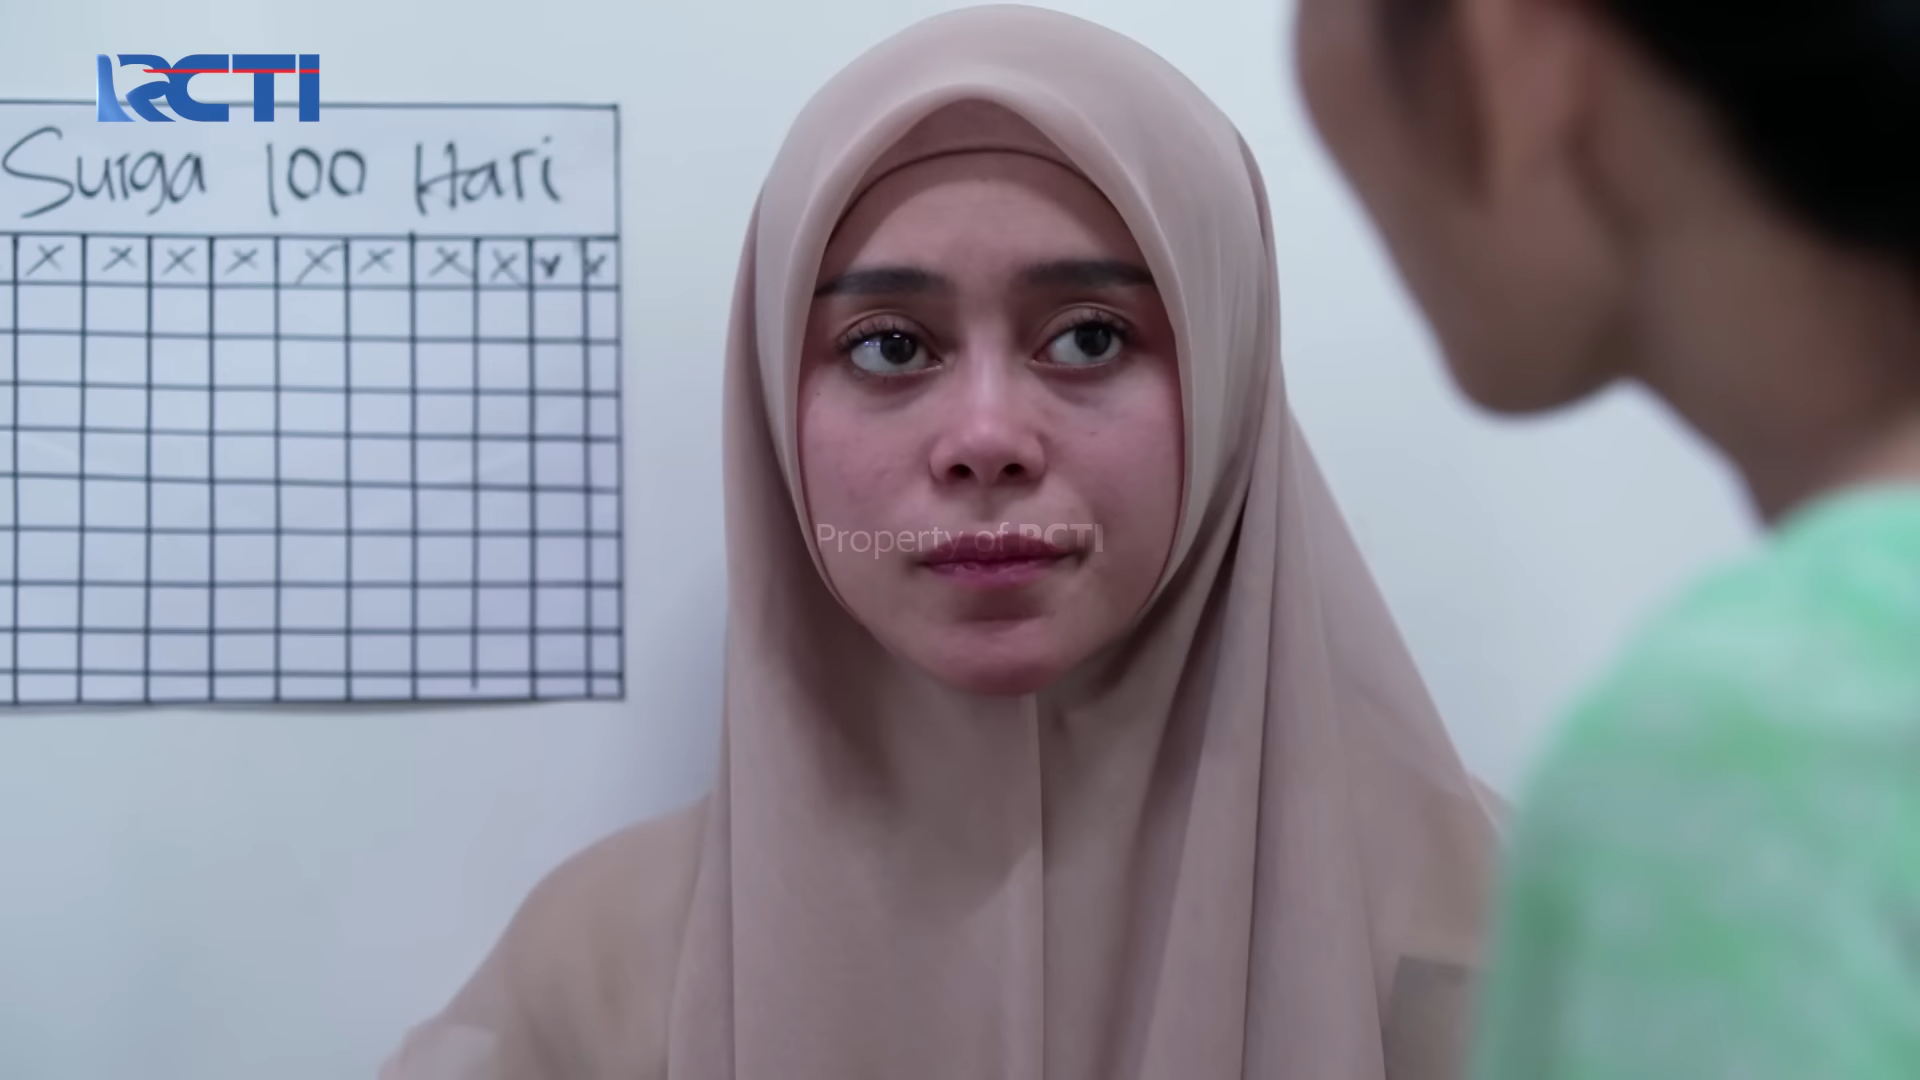 RCTI
Surga 100 Hari
x x x x x x x x x x
Property of RCTI